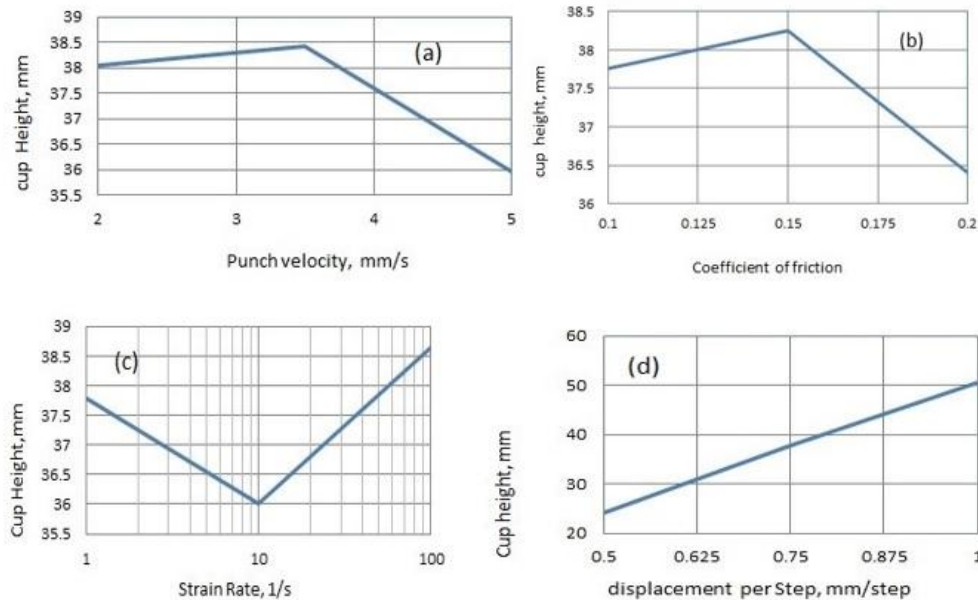 (a)
cup Height, mm
39
38.5
38
37.5
37
36.5
36
35.5
2 3 4 5
Punch velocity, mm/s
(b)
cup height, mm
38.5
38
37.5
37
36.5
36
0.1 0.125 0.15 0.175 0.2
Coefficient of friction
(c)
Cup Height,mm
39
38.5
38
37.5
37
36.5
36
35.5
1 10 100
Strain Rate, 1/s
(d)
Cup height, mm
60
50
40
30
20
0.5 0.625 0.75 0.875 1
displacement per Step, mm/step